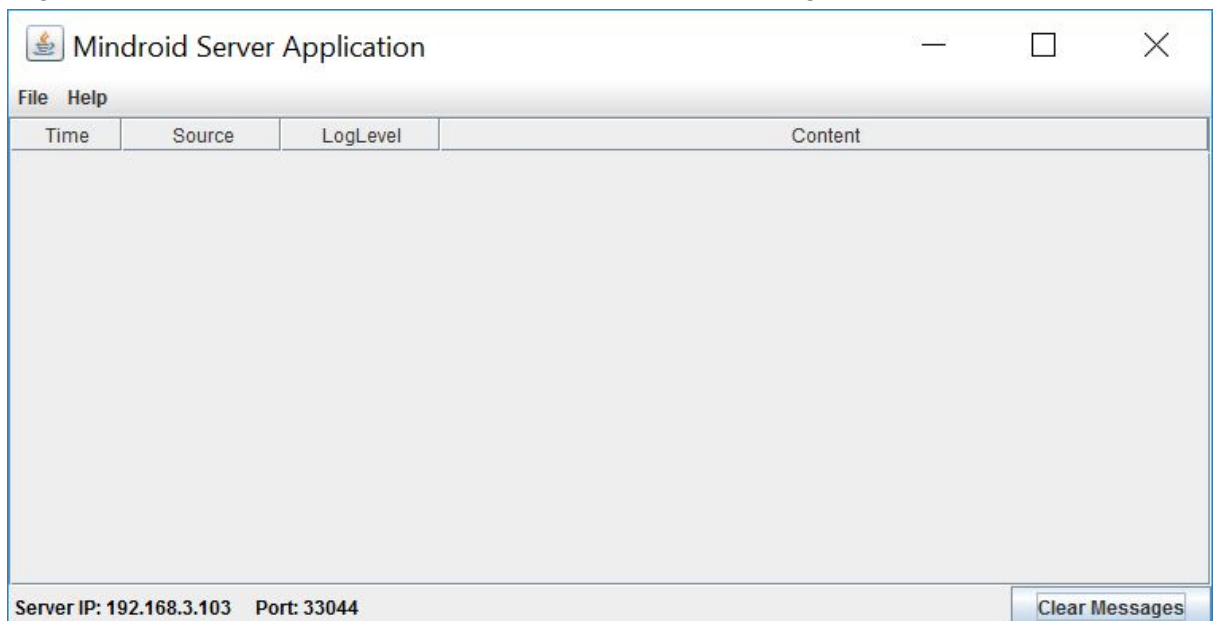 Mindroid Server Application
File Help
Time Source LogLevel Content
Server IP: 192.168.3.103 Port: 33044 Clear Messages